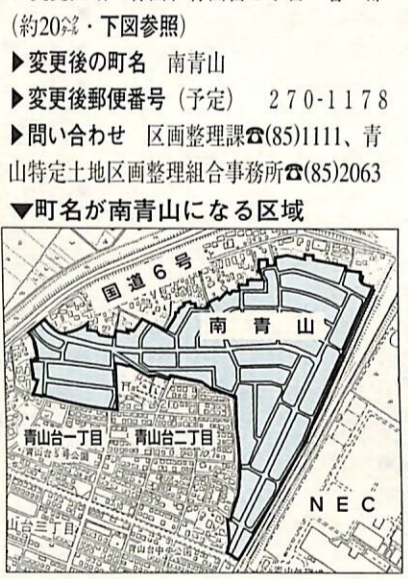 (約20㌶・下図参照)
▶変更後の町名　南青山
▶変更後郵便番号（予定）　270-1178
▶問い合わせ　区画整理課☎(85)1111、青
山特定土地区画整理組合事務所☎(85)2063
▼町名が南青山になる区域
国道6号
南青山
青山台一丁目
青山台二丁目
NEC
山台三丁目